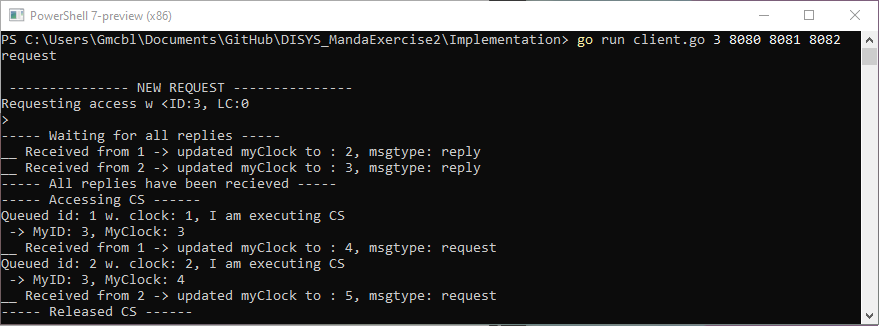 PowerShell 7-preview (x86)
PS C:\Users\Gmcbl\Documents\GitHub\DISYS_MandaExercise2\Implementation> go run client.go 3 8080 8081 8082
request
--------------- NEW REQUEST ---------------
Requesting access w <ID:3, LC:0
>
----- Waiting for all replies -----
__ Received from 1 -> updated myClock to : 2, msgtype: reply
__ Received from 2 -> updated myClock to : 3, msgtype: reply
----- All replies have been recieved -----
----- Accessing CS ------
Queued id: 1 w. clock: 1, I am executing CS
-> MyID: 3, MyClock: 3
__ Received from 1 -> updated myClock to : 4, msgtype: request
Queued id: 2 w. clock: 2, I am executing CS
-> MyID: 3, MyClock: 4
__ Received from 2 -> updated myClock to : 5, msgtype: request
----- Released CS ------